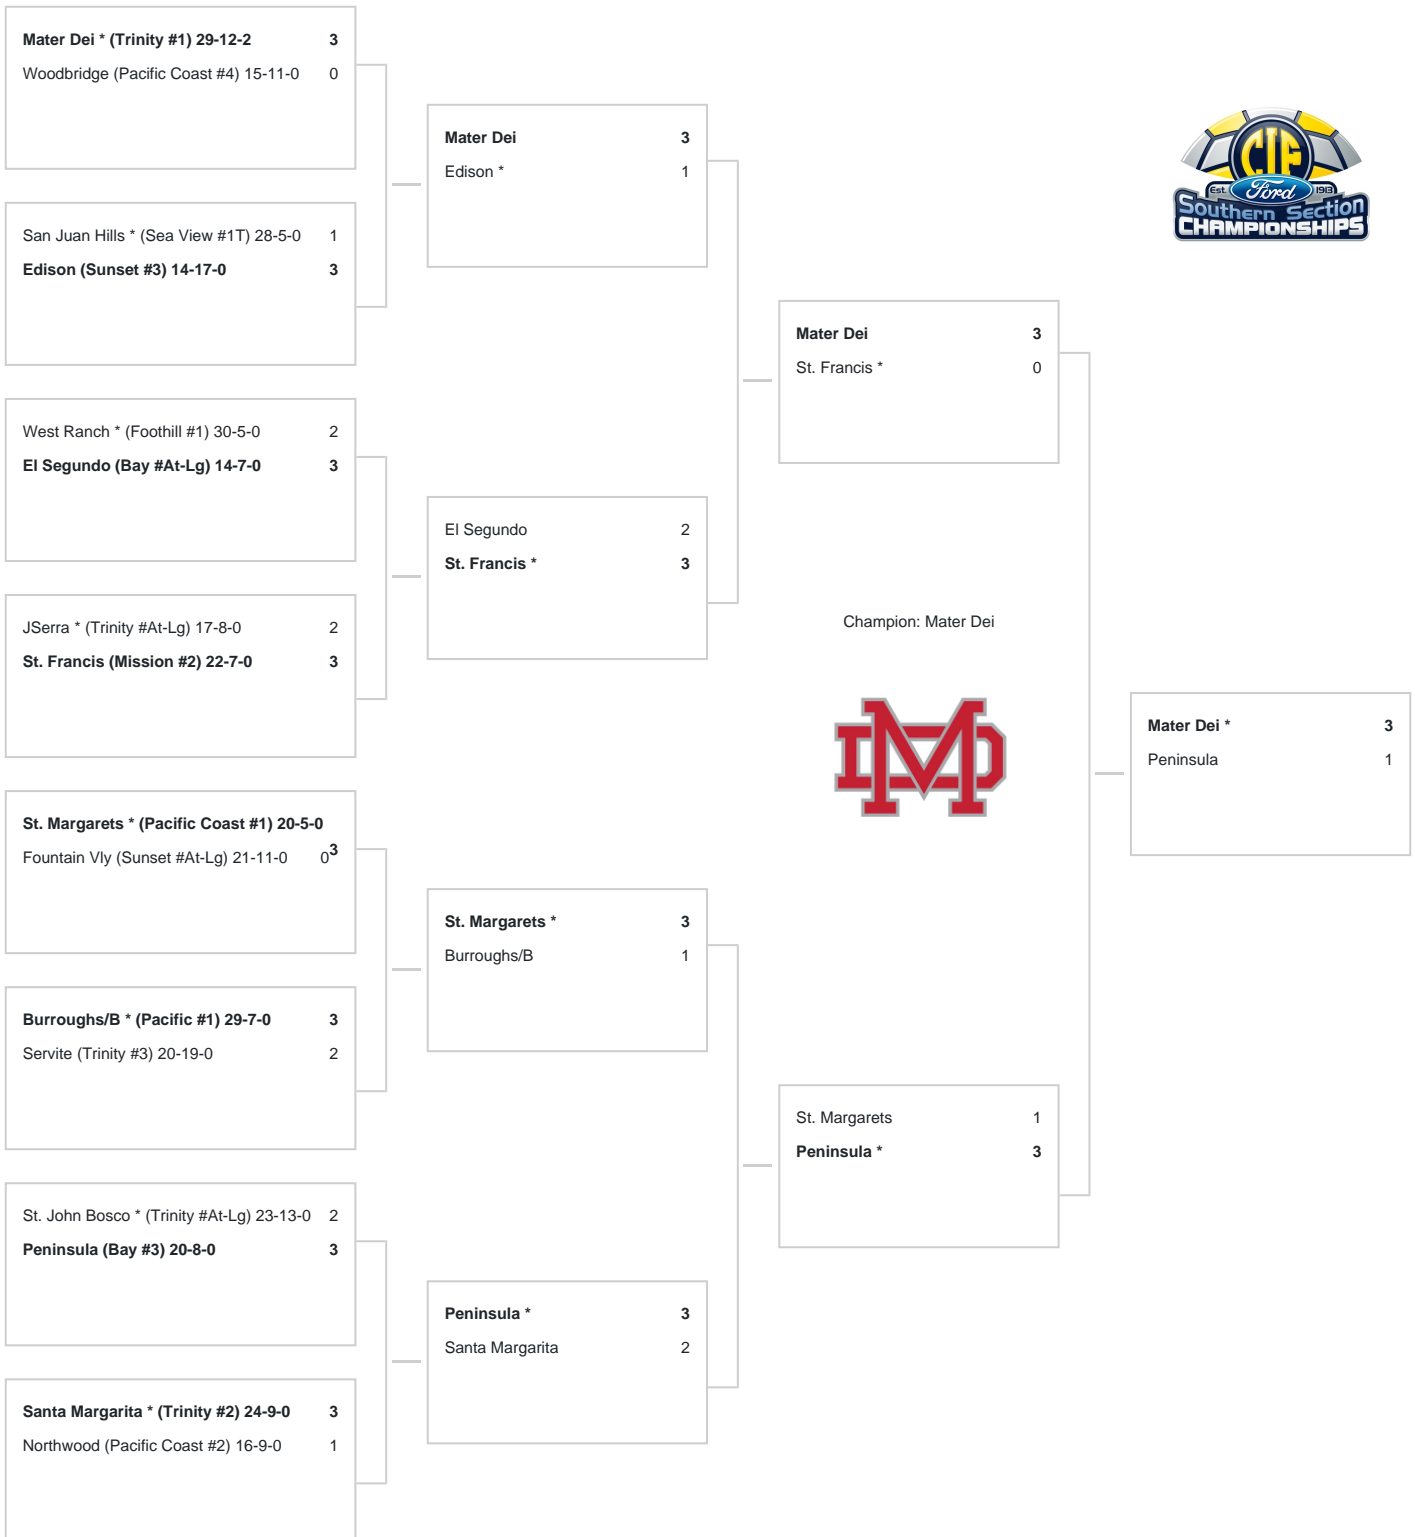 Mater Dei * (Trinity #1) 29-12-2 3
Woodbridge (Pacific Coast #4) 15-11-0 0
San Juan Hills * (Sea View #1T) 28-5-0 1
Edison (Sunset #3) 14-17-0 3
West Ranch * (Foothill #1) 30-5-0 2
El Segundo (Bay #At-Lg) 14-7-0 3
JSerra * (Trinity #At-Lg) 17-8-0 2
St. Francis (Mission #2) 22-7-0 3
St. Margarets * (Pacific Coast #1) 20-5-0 3
Fountain Vly (Sunset #At-Lg) 21-11-0 0
Burroughs/B * (Pacific #1) 29-7-0 3
Servite (Trinity #3) 20-19-0 2
St. John Bosco * (Trinity #At-Lg) 23-13-0 2
Peninsula (Bay #3) 20-8-0 3
Santa Margarita * (Trinity #2) 24-9-0 3
Northwood (Pacific Coast #2) 16-9-0 1
Mater Dei 3
Edison * 1
El Segundo 2
St. Francis * 3
St. Margarets * 3
Burroughs/B 1
Peninsula * 3
Santa Margarita 2
Mater Dei 3
St. Francis * 0
St. Margarets 1
Peninsula * 3
Champion: Mater Dei
MD
Mater Dei * 3
Peninsula 1
CIF
Est. Ford 1913
Southern Section
CHAMPIONSHIPS